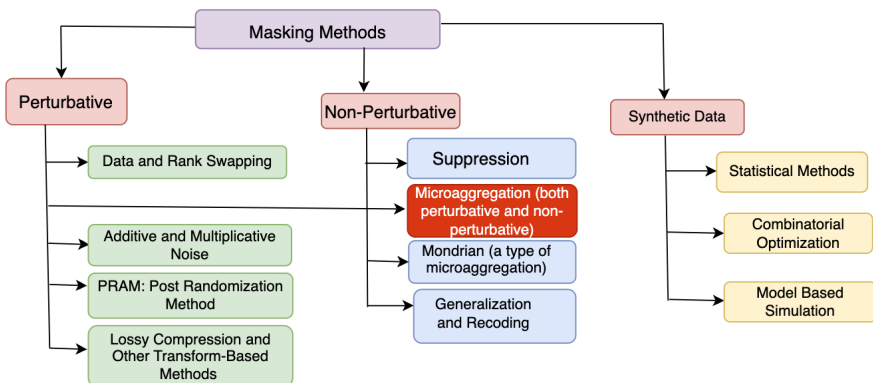 Masking Methods
Perturbative
Non-Perturbative
Synthetic Data
Data and Rank Swapping
Additive and Multiplicative
Noise
PRAM: Post Randomization
Method
Lossy Compression and
Other Transform-Based
Methods
Suppression
Microaggregation (both
perturbative and non-
perturbative)
Mondrian (a type of
microaggregation)
Generalization
and Recoding
Statistical Methods
Combinatorial
Optimization
Model Based
Simulation